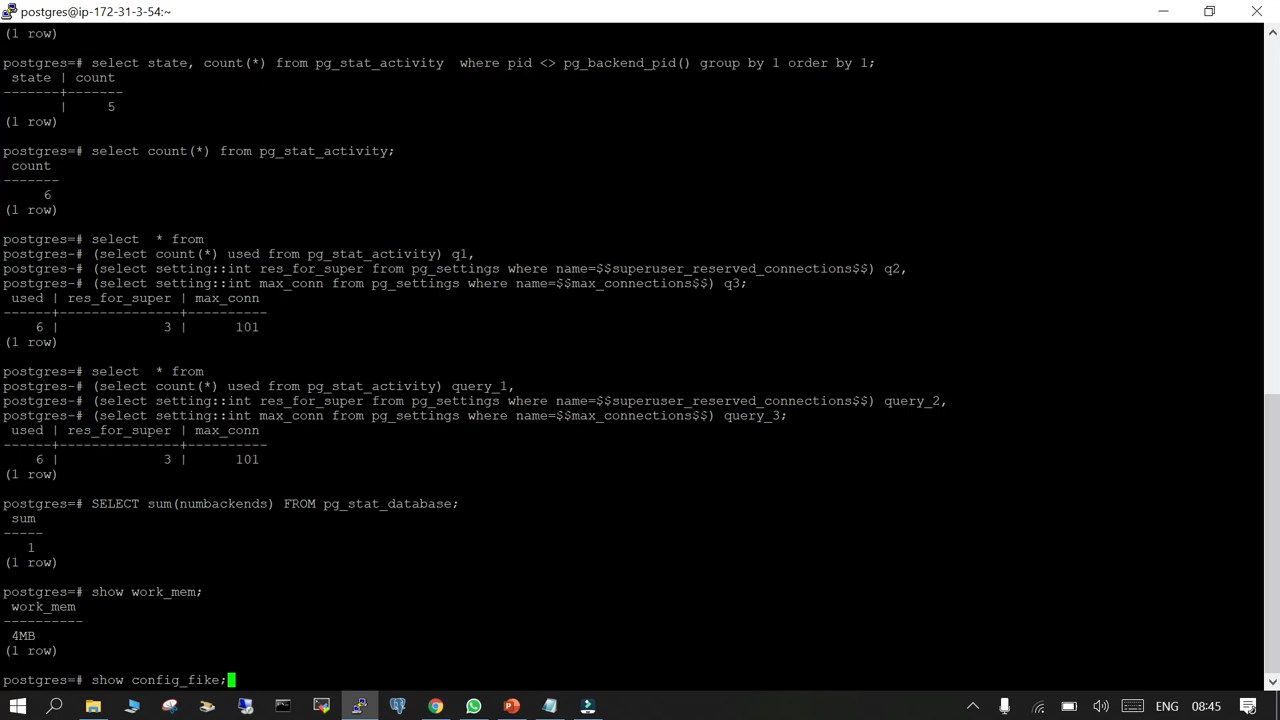 postgres@ip-172-31-3-54:~
(1 row)
postgres=# select state, count(*) from pg_stat_activity  where pid <> pg_backend_pid() group by 1 order by 1;
 state | count
-------+-------
       |     5
(1 row)
postgres=# select count(*) from pg_stat_activity;
 count
-------
     6
(1 row)
postgres=# select  * from
postgres-# (select count(*) used from pg_stat_activity) q1,
postgres-# (select setting::int res_for_super from pg_settings where name=$$superuser_reserved_connections$$) q2,
postgres-# (select setting::int max_conn from pg_settings where name=$$max_connections$$) q3;
 used | res_for_super | max_conn
------+---------------+----------
    6 |             3 |      101
(1 row)
postgres=# select  * from
postgres-# (select count(*) used from pg_stat_activity) query_1,
postgres-# (select setting::int res_for_super from pg_settings where name=$$superuser_reserved_connections$$) query_2,
postgres-# (select setting::int max_conn from pg_settings where name=$$max_connections$$) query_3;
 used | res_for_super | max_conn
------+---------------+----------
    6 |             3 |      101
(1 row)
postgres=# SELECT sum(numbackends) FROM pg_stat_database;
 sum
-----
   1
(1 row)
postgres=# show work_mem;
 work_mem
----------
 4MB
(1 row)
postgres=# show config_fike;
ENG 08:45